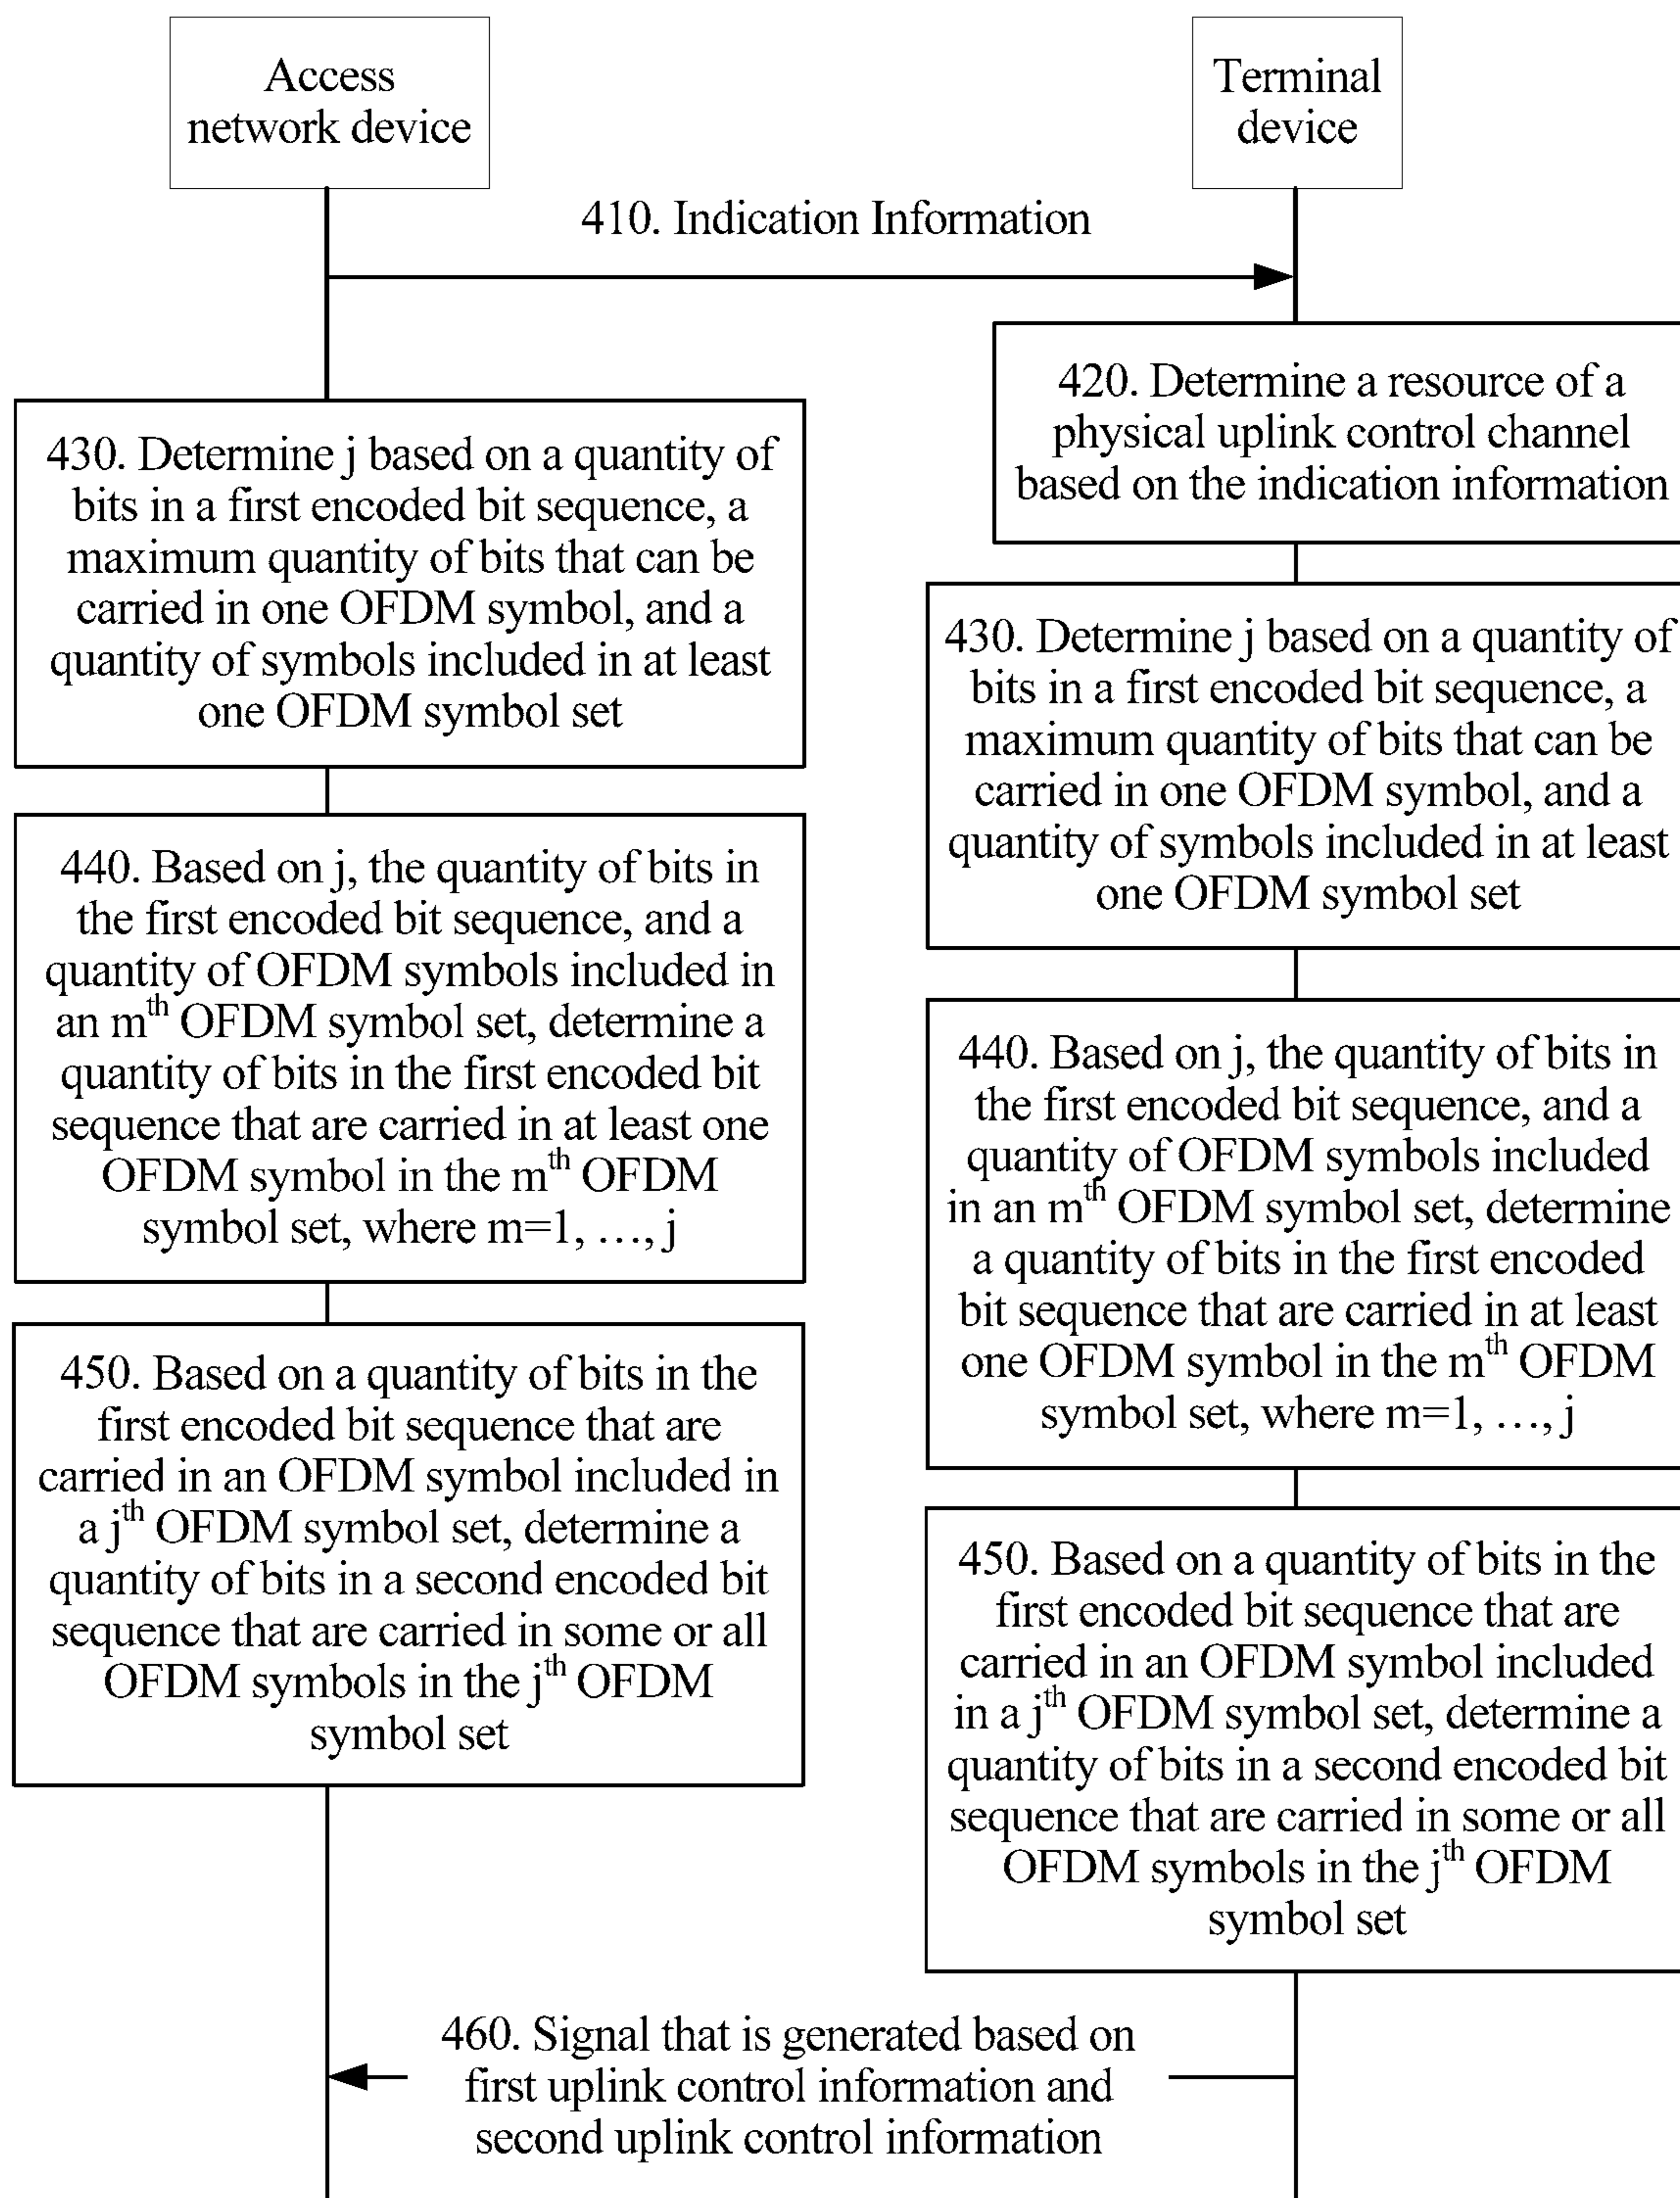 Access
network device
Terminal
device
410. Indication Information
420. Determine a resource of a
physical uplink control channel
based on the indication information
430. Determine j based on a quantity of
bits in a first encoded bit sequence, a
maximum quantity of bits that can be
carried in one OFDM symbol, and a
quantity of symbols included in at least
one OFDM symbol set
430. Determine j based on a quantity of
bits in a first encoded bit sequence, a
maximum quantity of bits that can be
carried in one OFDM symbol, and a
quantity of symbols included in at least
one OFDM symbol set
440. Based on j, the quantity of bits in
the first encoded bit sequence, and a
quantity of OFDM symbols included in
an mth OFDM symbol set, determine a
quantity of bits in the first encoded bit
sequence that are carried in at least one
OFDM symbol in the mth OFDM
symbol set, where m=1, …, j
440. Based on j, the quantity of bits in
the first encoded bit sequence, and a
quantity of OFDM symbols included
in an mth OFDM symbol set, determine
a quantity of bits in the first encoded
bit sequence that are carried in at least
one OFDM symbol in the mth OFDM
symbol set, where m=1, …, j
450. Based on a quantity of bits in the
first encoded bit sequence that are
carried in an OFDM symbol included in
a jth OFDM symbol set, determine a
quantity of bits in a second encoded bit
sequence that are carried in some or all
OFDM symbols in the jth OFDM
symbol set
450. Based on a quantity of bits in the
first encoded bit sequence that are
carried in an OFDM symbol included
in a jth OFDM symbol set, determine a
quantity of bits in a second encoded bit
sequence that are carried in some or all
OFDM symbols in the jth OFDM
symbol set
460. Signal that is generated based on
first uplink control information and
second uplink control information